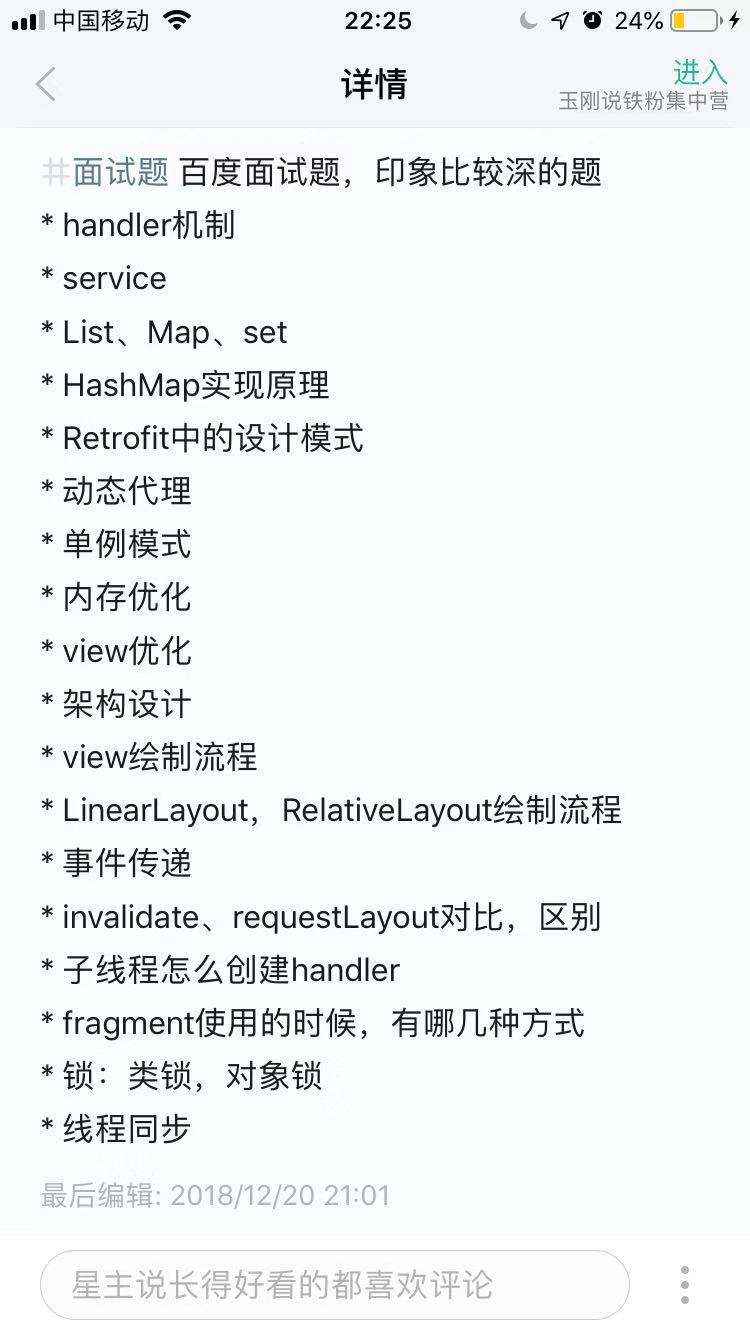 中国移动 22:25 24%
详情
进入
玉刚说铁粉集中营
#面试题 百度面试题，印象比较深的题
* handler机制
* service
* List、Map、set
* HashMap实现原理
* Retrofit中的设计模式
* 动态代理
* 单例模式
* 内存优化
* view优化
* 架构设计
* view绘制流程
* LinearLayout，RelativeLayout绘制流程
* 事件传递
* invalidate、requestLayout对比，区别
* 子线程怎么创建handler
* fragment使用的时候，有哪几种方式
* 锁：类锁，对象锁
* 线程同步
最后编辑: 2018/12/20 21:01
星主说长得好看的都喜欢评论